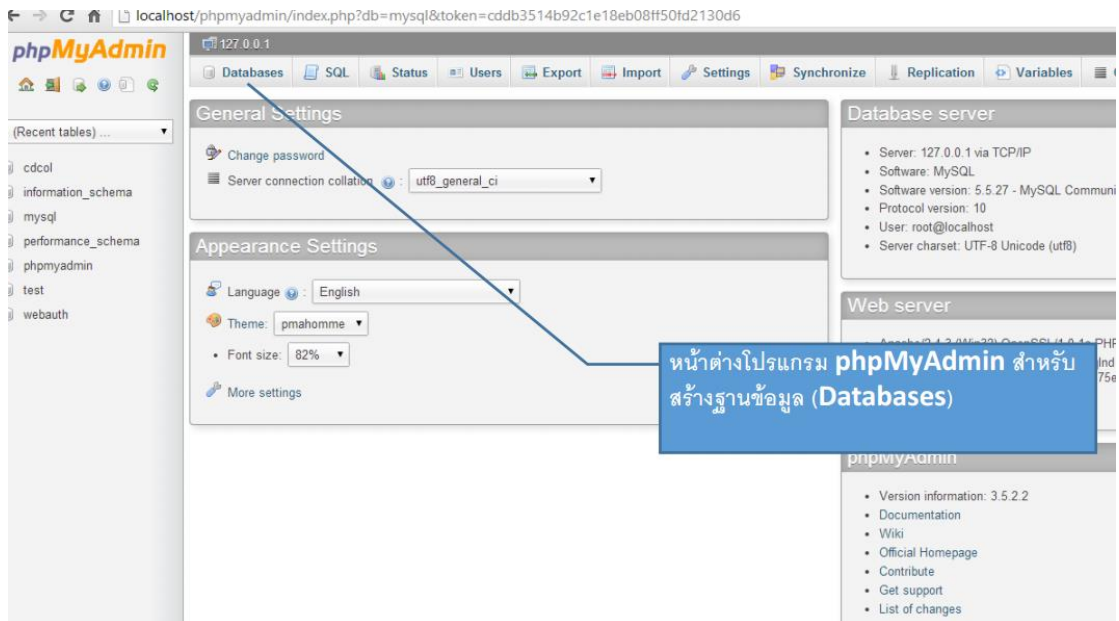 localhost/phpmyadmin/index.php?db=mysql&token=cddb3514b92c1e18eb08ff50fd2130d6
phpMyAdmin
(Recent tables) ...
cdcol
information_schema
mysql
performance_schema
phpmyadmin
test
webauth
127.0.0.1
Databases SQL Status Users Export Import Settings Synchronize Replication Variables
General Settings
Change password
Server connection collation : utf8_general_ci
Appearance Settings
Language : English
Theme: pmahomme
Font size: 82%
More settings
หน้าต่างโปรแกรม phpMyAdmin สำหรับ
สร้างฐานข้อมูล (Databases)
Database server
Server: 127.0.0.1 via TCP/IP
Software: MySQL
Software version: 5.5.27 - MySQL Communi
Protocol version: 10
User: root@localhost
Server charset: UTF-8 Unicode (utf8)
Web server
phpMyAdmin
Version information: 3.5.2.2
Documentation
Wiki
Official Homepage
Contribute
Get support
List of changes